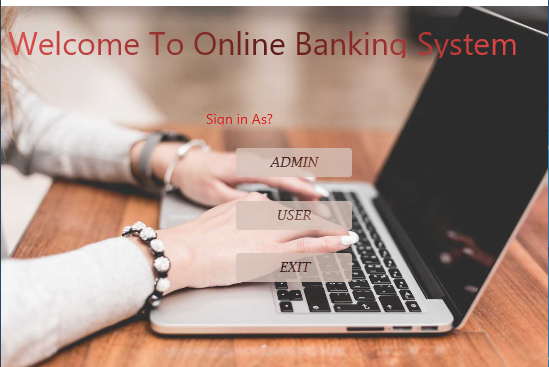 Welcome To Online Banking System
Sign in As?
ADMIN
USER
EXIT